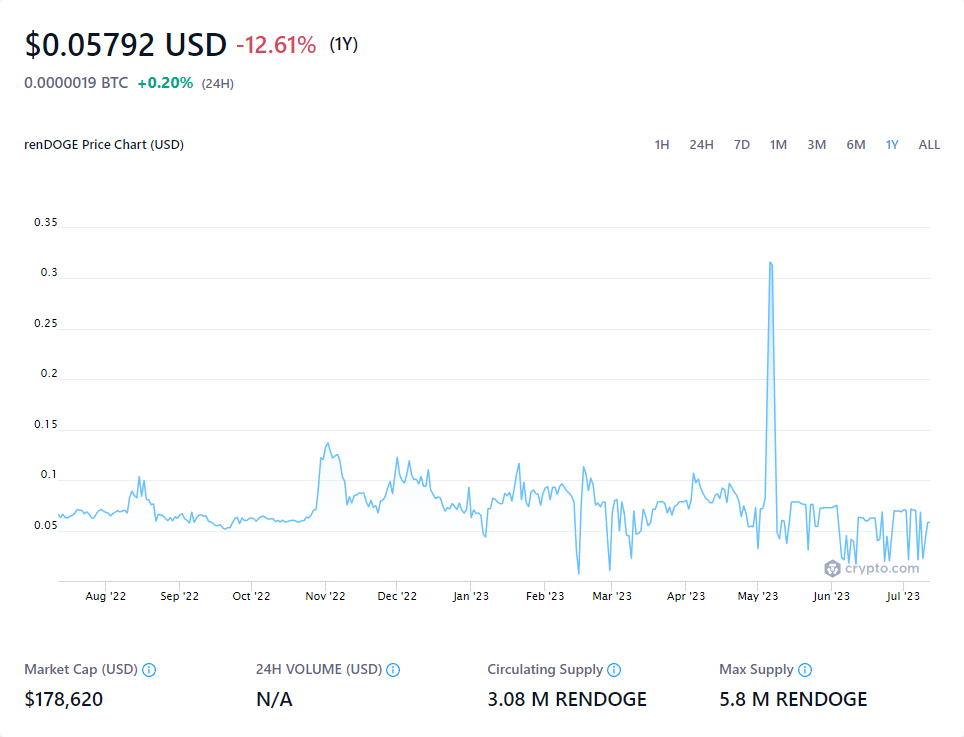 $0.05792 USD -12.61% (1Y)
0.0000019 BTC +0.20% (24H)
renDOGE Price Chart (USD) 1H 24H 7D 1M 3M 6M 1Y ALL
0.35
0.3
0.25
0.2
0.15
0.1
0.05
crypto.com
Aug '22 Sep '22 Oct '22 Nov '22 Dec '22 Jan '23 Feb '23 Mar '23 Apr '23 May '23 Jun '23 Jul '23
Market Cap (USD) 24H VOLUME (USD) Circulating Supply Max Supply
$178,620 N/A 3.08 M RENDOGE 5.8 M RENDOGE